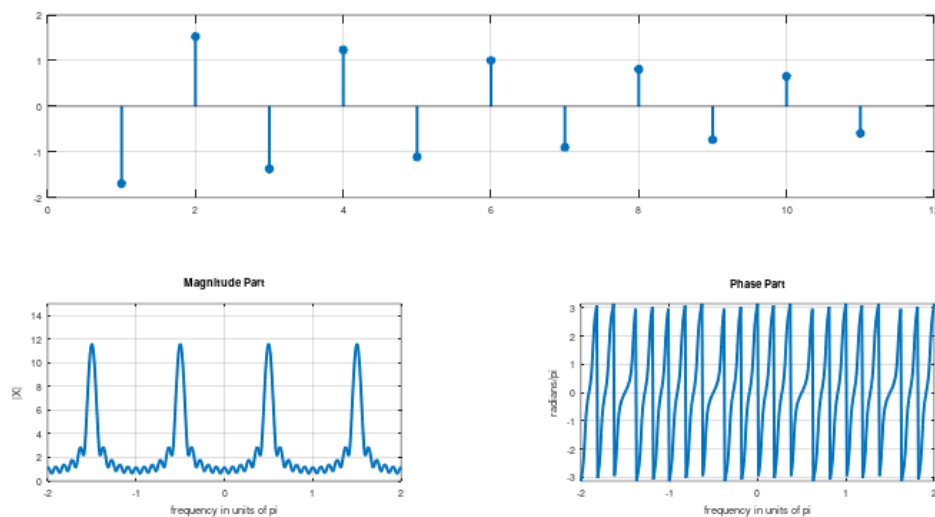 2
1
0
-1
-2
0 2 4 6 8 10 12
Magnitude Part
14
12
10
8
6
4
2
0
|X|
-2 -1 0 1 2
frequency in units of pi
Phase Part
3
2
1
0
-1
-2
-3
radians/pi
-2 -1 0 1 2
frequency in units of pi